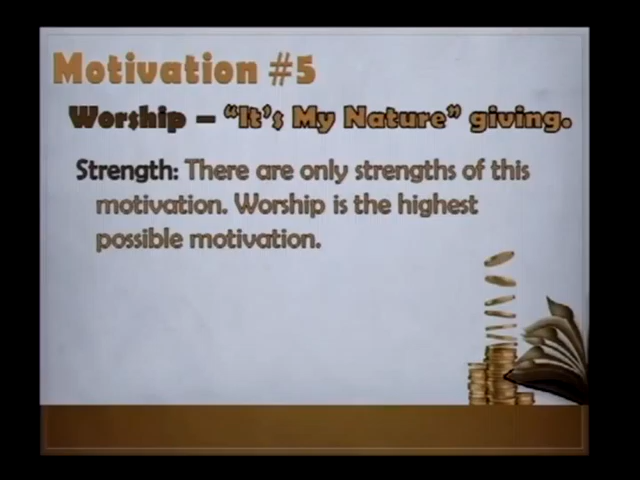 Motivation #5
Worship – “It’s My Nature” giving.
Strength: There are only strengths of this
motivation. Worship is the highest
possible motivation.